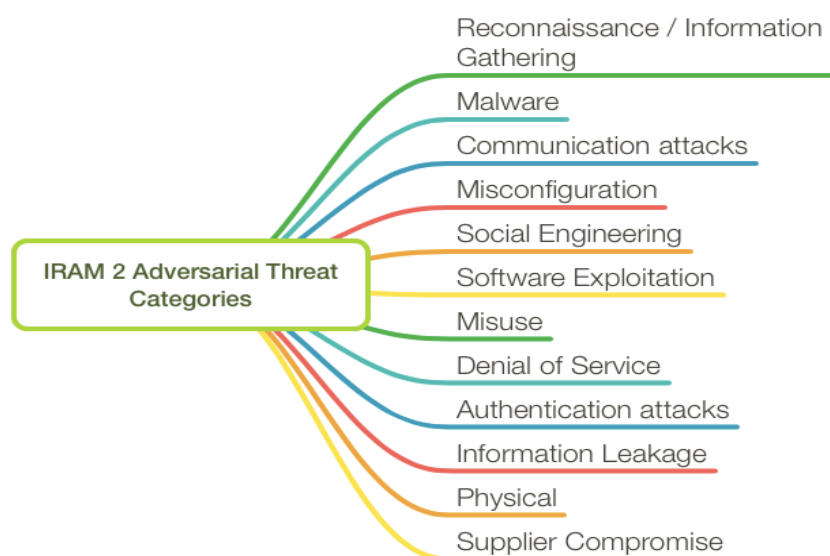 Reconnaissance / Information
Gathering
Malware
Communication attacks
Misconfiguration
Social Engineering
IRAM 2 Adversarial Threat
Categories
Software Exploitation
Misuse
Denial of Service
Authentication attacks
Information Leakage
Physical
Supplier Compromise